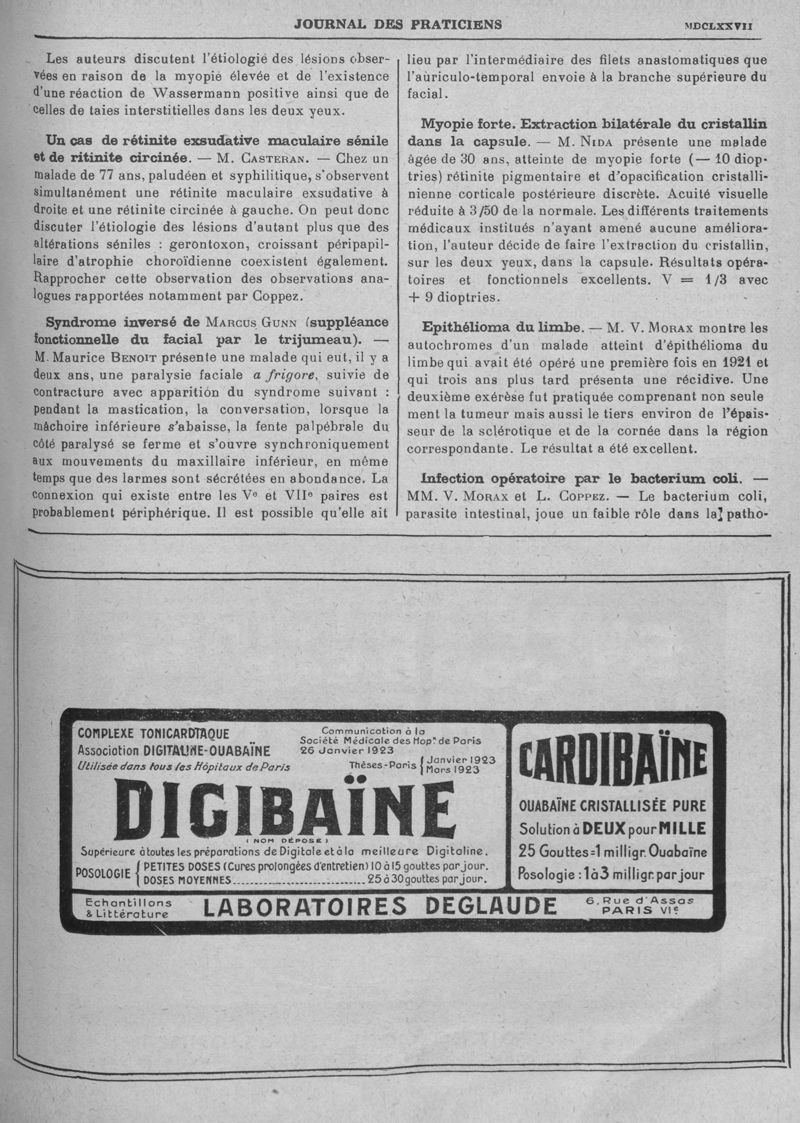 JOURNAL DES PRATICIENS
MDCLXXVII
Les auteurs discutent l'étiologié des lésions obser-
vées en raison de la myopié élevée et de l'existence
d'une réaction de Wassermann positive ainsi que de
celles de taies interstitielles dans les deux yeux.
Un cas de rétinite exsudative maculaire sénile
et de ritinite circinée. — M. CASTERAN. — Chez un
malade de 77 ans, paludéen et syphilitique, s'observent
simultanément une rétinite maculaire exsudative à
droite et une rétinite circinée à gauche. On peut donc
discuter l'étiologie des lésions d'autant plus que des
altérations séniles : gerontoxon, croissant péripapil-
laire d'atrophie choroïdienne coexistent également.
Rapprocher cette observation des observations ana-
logues rapportées notamment par Coppez.
Syndrome inversé de MARCUS GUNN (suppléance
fonctionnelle du facial par le trijumeau). —
M. Maurice BENOIT présente une malade qui eut, il y a
deux ans, une paralysie faciale a frigore, suivie de
contracture avec apparition du syndrome suivant :
pendant la mastication, la conversation, lorsque la
mâchoire inférieure s'abaisse, la fente palpébrale du
côté paralysé se ferme et s'ouvre synchroniquement
aux mouvements du maxillaire inférieur, en même
temps que des larmes sont sécrétées en abondance. La
connexion qui existe entre les Ve et VIIe paires est
probablement périphérique. Il est possible qu'elle ait
lieu par l'intermédiaire des filets anastomatiques que
l'auriculo-temporal envoie à la branche supérieure du
facial.
Myopie forte. Extraction bilatérale du cristallin
dans la capsule. — M. NIDA présente une malade
âgée de 30 ans, atteinte de myopie forte (— 10 diop-
tries) rétinite pigmentaire et d'opacification cristalli-
nienne corticale postérieure discrète. Acuité visuelle
réduite à 3/50 de la normale. Les différents traitements
médicaux institués n'ayant amené aucune améliora-
tion, l'auteur décide de faire l'extraction du cristallin,
sur les deux yeux, dans la capsule. Résultats opéra-
toires et fonctionnels excellents. V = 1/3 avec
+ 9 dioptries.
Epithélioma du limbe. — M. V. MORAX montre les
autochromes d'un malade atteint d'épithélioma du
limbe qui avait été opéré une première fois en 1921 et
qui trois ans plus tard présenta une récidive. Une
deuxième exérèse fut pratiquée comprenant non seule
ment la tumeur mais aussi le tiers environ de l'épais-
seur de la sclérotique et de la cornée dans la région
correspondante. Le résultat a été excellent.
Infection opératoire par le bacterium coli. —
MM. V. MORAX et L. COPPEZ. — Le bacterium coli,
parasite intestinal, joue un faible rôle dans la patho-
COMPLEXE TONICARDIAQUE
Association DIGITALINE-OUABAÏNE
Utilisée dans tous les Hôpitaux de Paris
Communication à la
Société Médicale des Hop.x de Paris
26 Janvier 1923
Thèses-Paris { Janvier 1923
Mars 1923
DIGIBAÏNE
(NOM DÉPOSÉ)
Supérieure à toutes les préparations de Digitale et à la meilleure Digitaline.
POSOLOGIE { PETITES DOSES (Cures prolongées d'entretien) 10 à 15 gouttes par jour.
DOSES MOYENNES............................25 à 30 gouttes par jour.
CARDIBAÏNE
OUABAÏNE CRISTALLISÉE PURE
Solution à DEUX pour MILLE
25 Gouttes=1 milligr. Ouabaïne
Posologie : 1 à 3 milligr. par jour
Echantillons
& Littérature
LABORATOIRES DEGLAUDE
6, Rue d'Assas
PARIS VIe